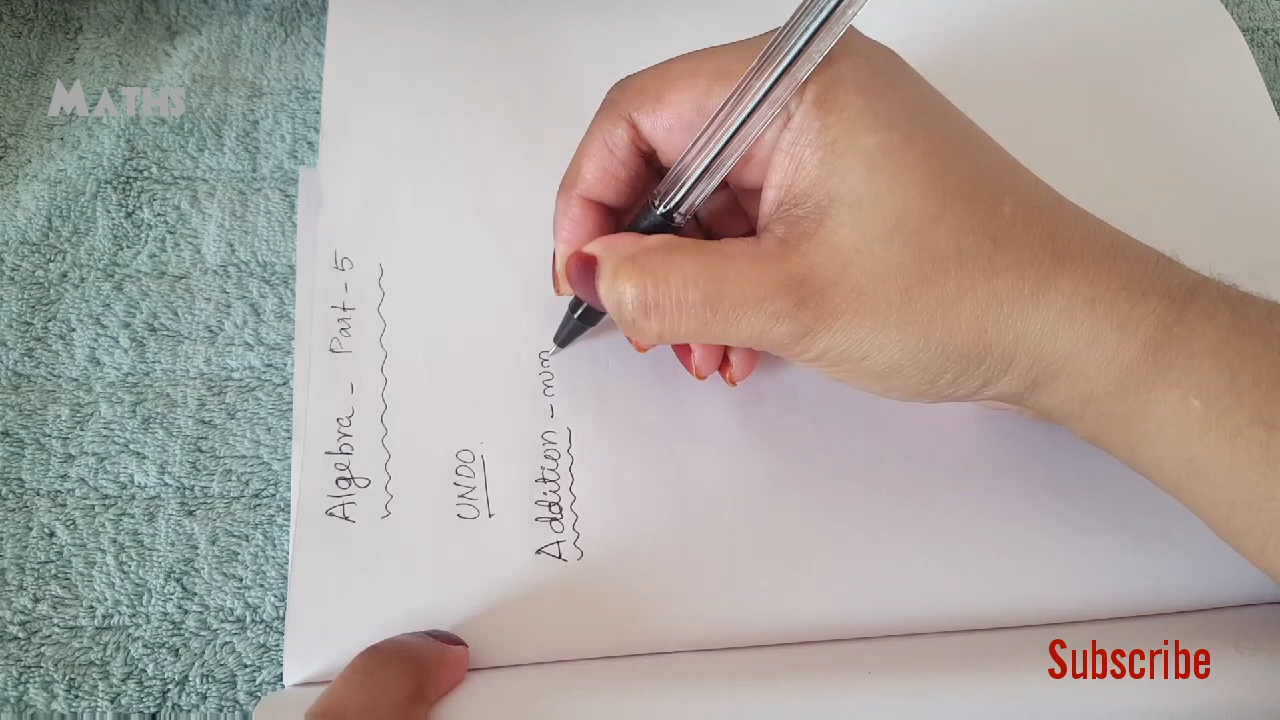 MATHS
Algebra - Part - 5
UNDO.
Addition -
Subscribe